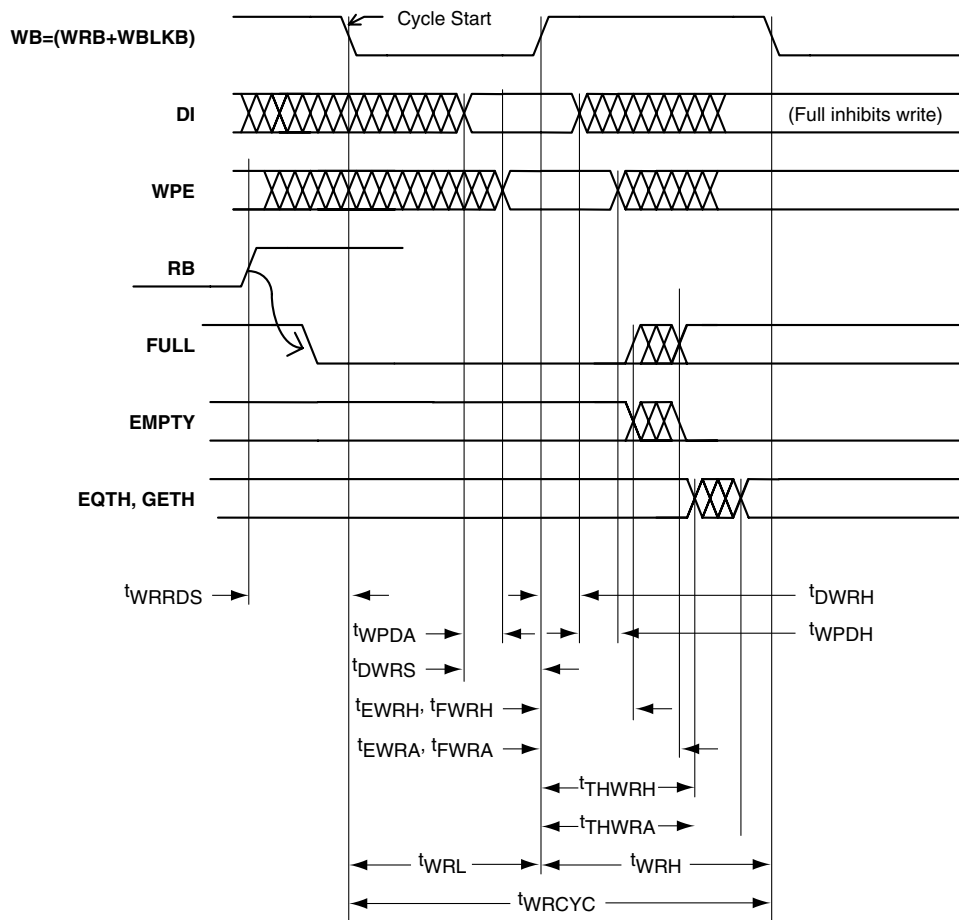 Cycle Start
WB=(WRB+WBLKB)
DI
(Full inhibits write)
WPE
RB
FULL
EMPTY
EQTH, GETH
tWRRDS
tDWRH
tWPDA
tWPDH
tDWRS
tEWRH, tFWRH
tEWRA, tFWRA
tTHWRH
tTHWRA
tWRL
tWRH
tWRCYC